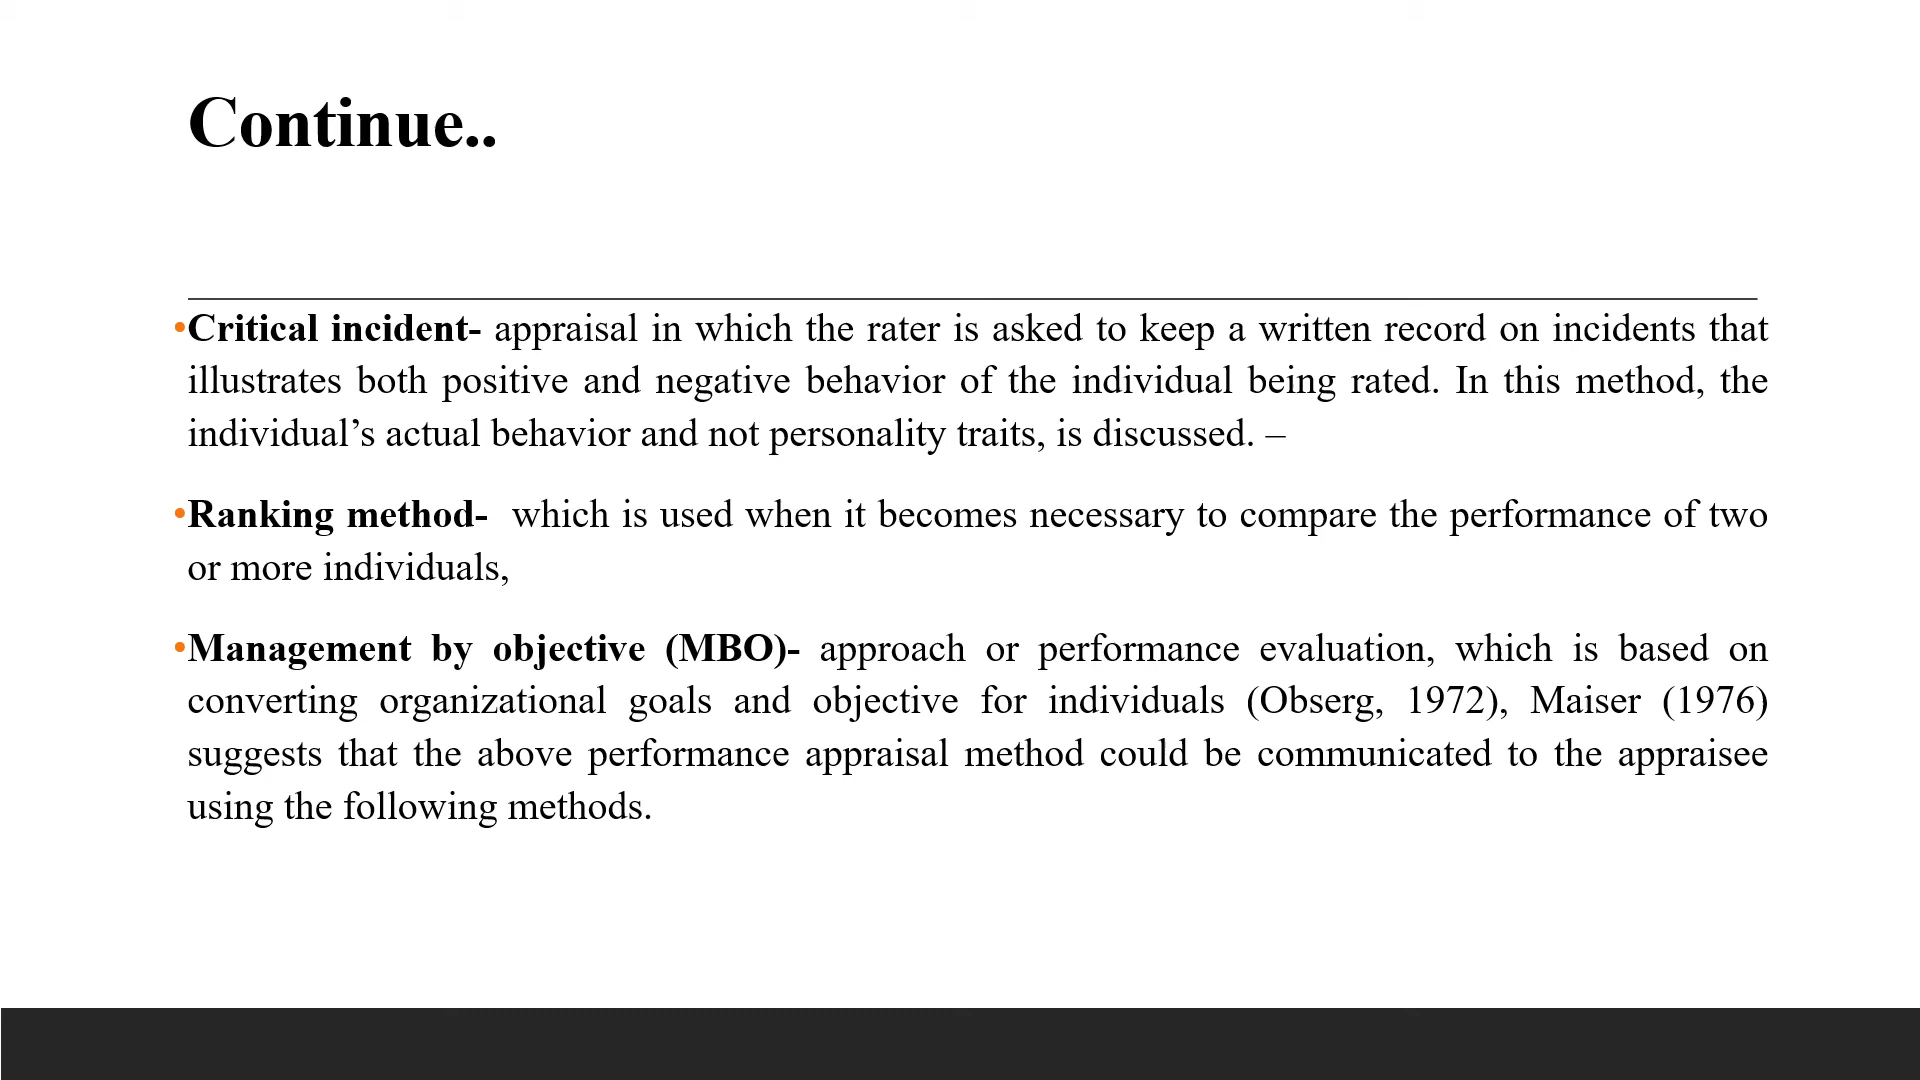 Continue..
•Critical incident- appraisal in which the rater is asked to keep a written record on incidents that
illustrates both positive and negative behavior of the individual being rated. In this method, the
individual’s actual behavior and not personality traits, is discussed. –
•Ranking method-  which is used when it becomes necessary to compare the performance of two
or more individuals,
•Management by objective (MBO)- approach or performance evaluation, which is based on
converting organizational goals and objective for individuals (Obserg, 1972), Maiser (1976)
suggests that the above performance appraisal method could be communicated to the appraisee
using the following methods.